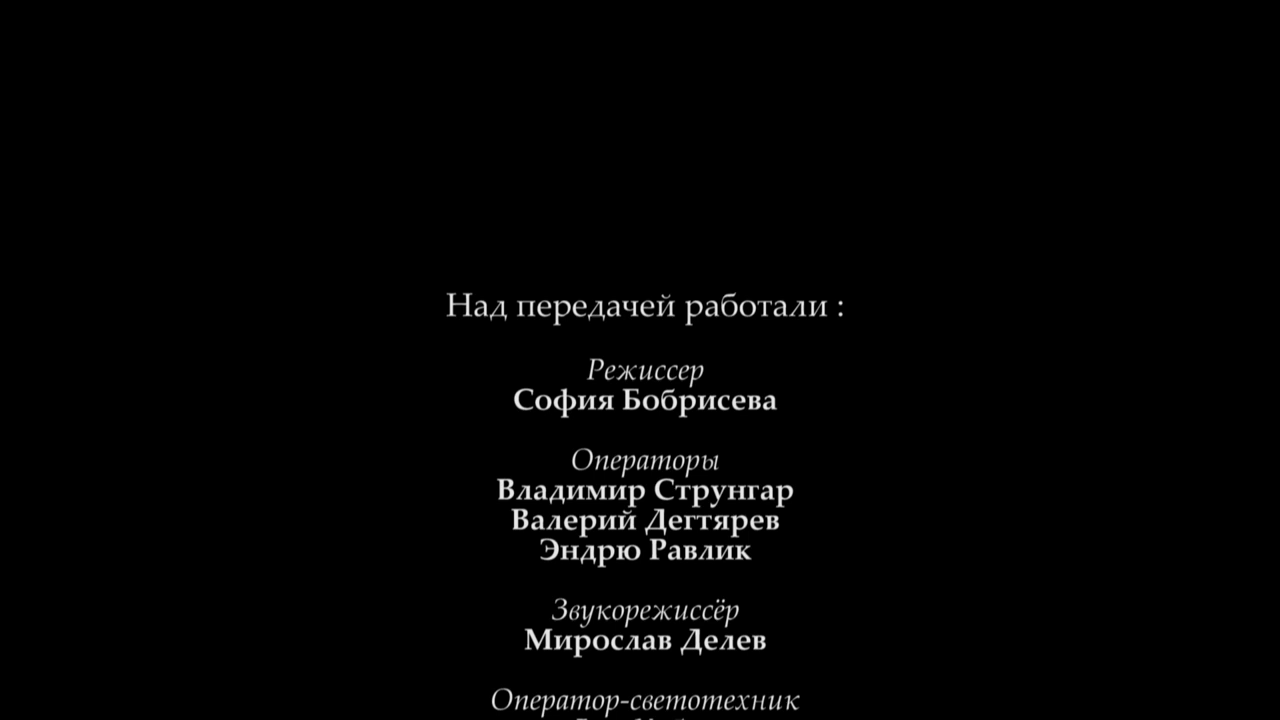 Над передачей работали :
Режиссер
София Бобрисева
Операторы
Владимир Струнгар
Валерий Дегтярев
Эндрю Равлик
Звукорежиссёр
Мирослав Делев
Оператор-светотехник